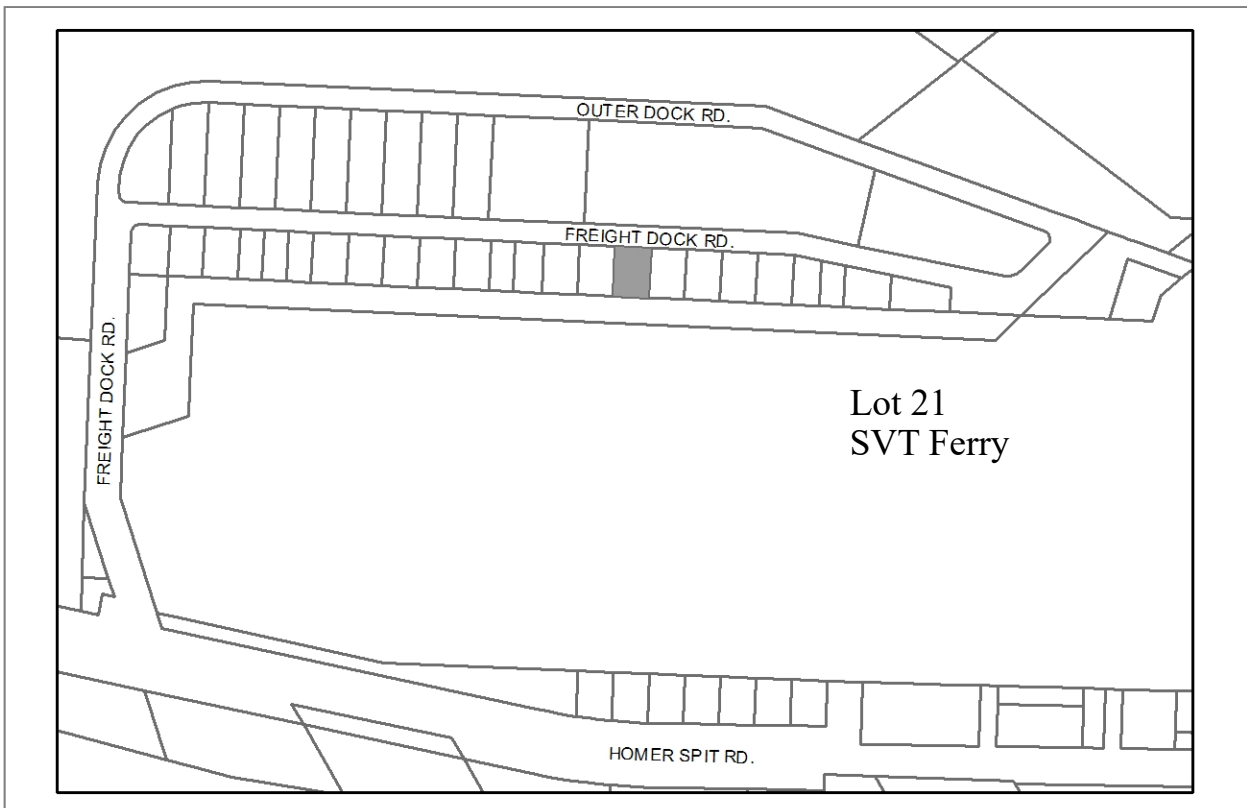 OUTER DOCK RD.
FREIGHT DOCK RD.
FREIGHT DOCK RD.
Lot 21
SVT Ferry
HOMER SPIT RD.